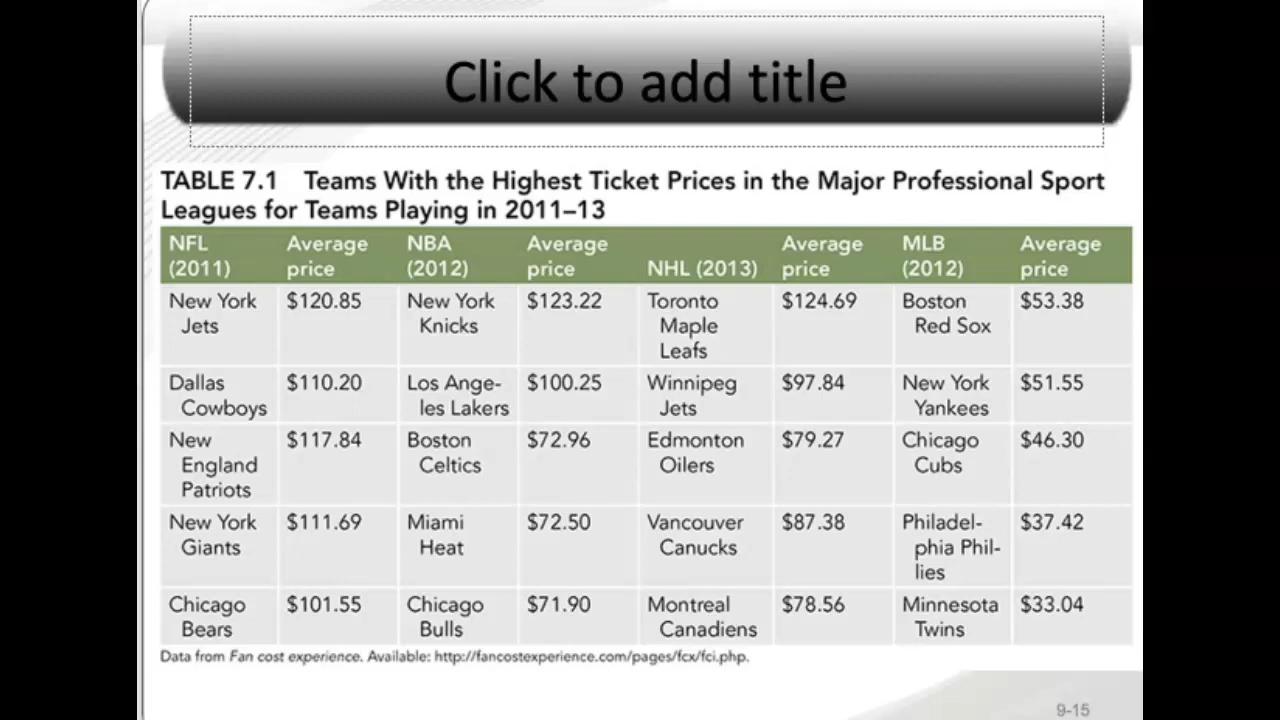 Click to add title
TABLE 7.1 Teams With the Highest Ticket Prices in the Major Professional Sport
Leagues for Teams Playing in 2011–13
NFL (2011) Average price NBA (2012) Average price NHL (2013) Average price MLB (2012) Average price
New York Jets $120.85 New York Knicks $123.22 Toronto Maple Leafs $124.69 Boston Red Sox $53.38
Dallas Cowboys $110.20 Los Ange-les Lakers $100.25 Winnipeg Jets $97.84 New York Yankees $51.55
New England Patriots $117.84 Boston Celtics $72.96 Edmonton Oilers $79.27 Chicago Cubs $46.30
New York Giants $111.69 Miami Heat $72.50 Vancouver Canucks $87.38 Philadel-phia Phil-lies $37.42
Chicago Bears $101.55 Chicago Bulls $71.90 Montreal Canadiens $78.56 Minnesota Twins $33.04
Data from Fan cost experience. Available: http://fancostexperience.com/pages/fcx/fci.php.
9-15